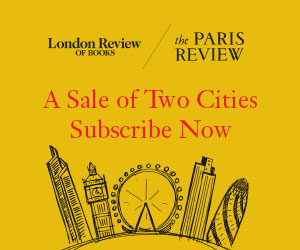 London Review
OF BOOKS
the PARIS
REVIEW
A Sale of Two Cities
Subscribe Now